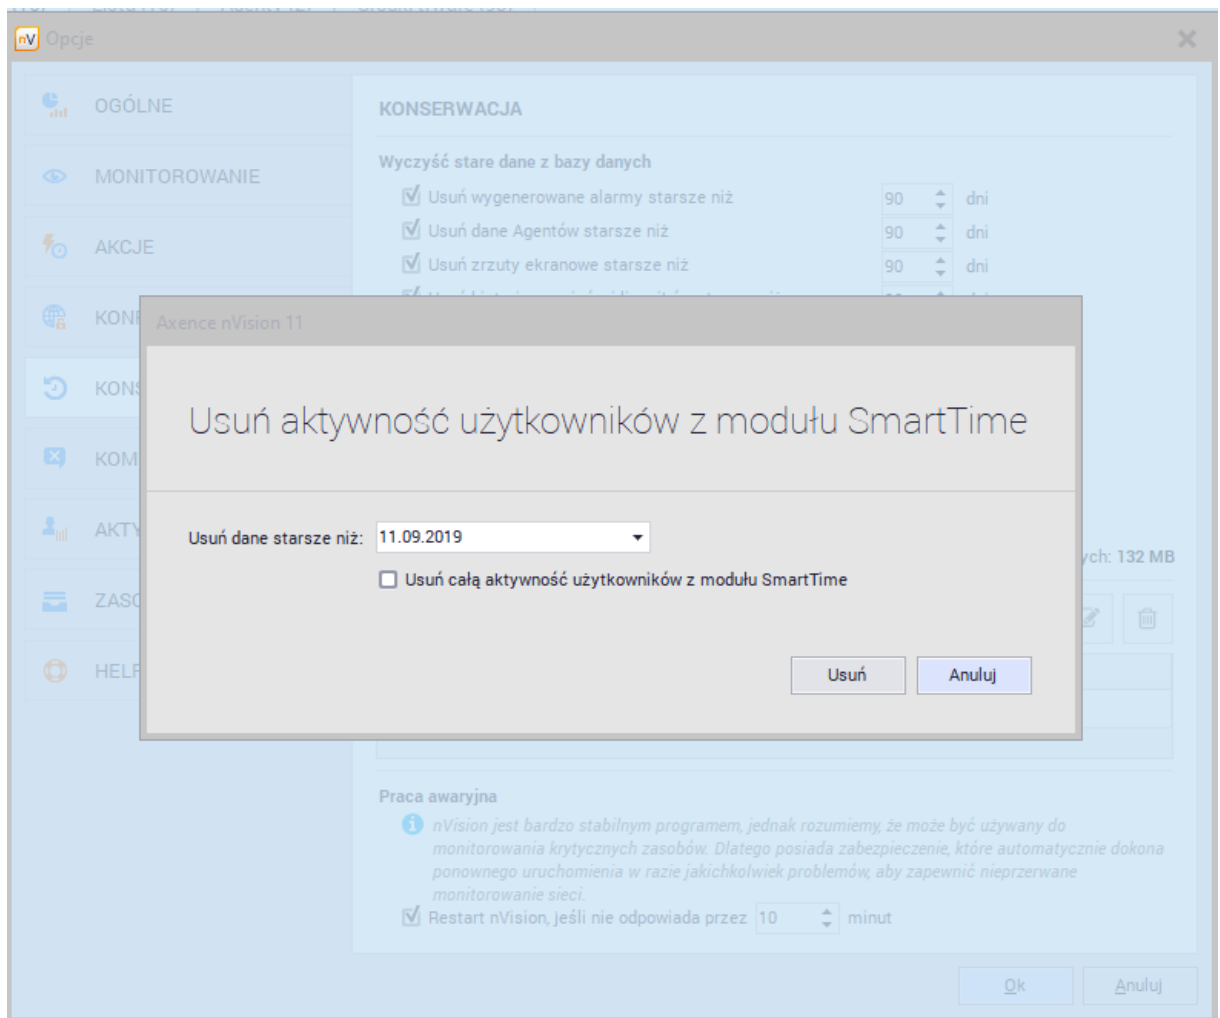 nV Opcje
OGÓLNE
MONITOROWANIE
AKCJE
KONF
KONS
KOM
AKTY
ZASO
HELP
KONSERWACJA
Wyczyść stare dane z bazy danych
Usuń wygenerowane alarmy starsze niż 90 dni
Usuń dane Agentów starsze niż 90 dni
Usuń zrzuty ekranowe starsze niż 90 dni
Axence nVision 11
Usuń aktywność użytkowników z modułu SmartTime
Usuń dane starsze niż: 11.09.2019
Usuń całą aktywność użytkowników z modułu SmartTime
Usuń Anuluj
ych: 132 MB
Praca awaryjna
nVision jest bardzo stabilnym programem, jednak rozumiemy, że może być używany do
monitorowania krytycznych zasobów. Dlatego posiada zabezpieczenie, które automatycznie dokona
ponownego uruchomienia w razie jakichkolwiek problemów, aby zapewnić nieprzerwane
monitorowanie sieci.
Restart nVision, jeśli nie odpowiada przez 10 minut
Ok Anuluj